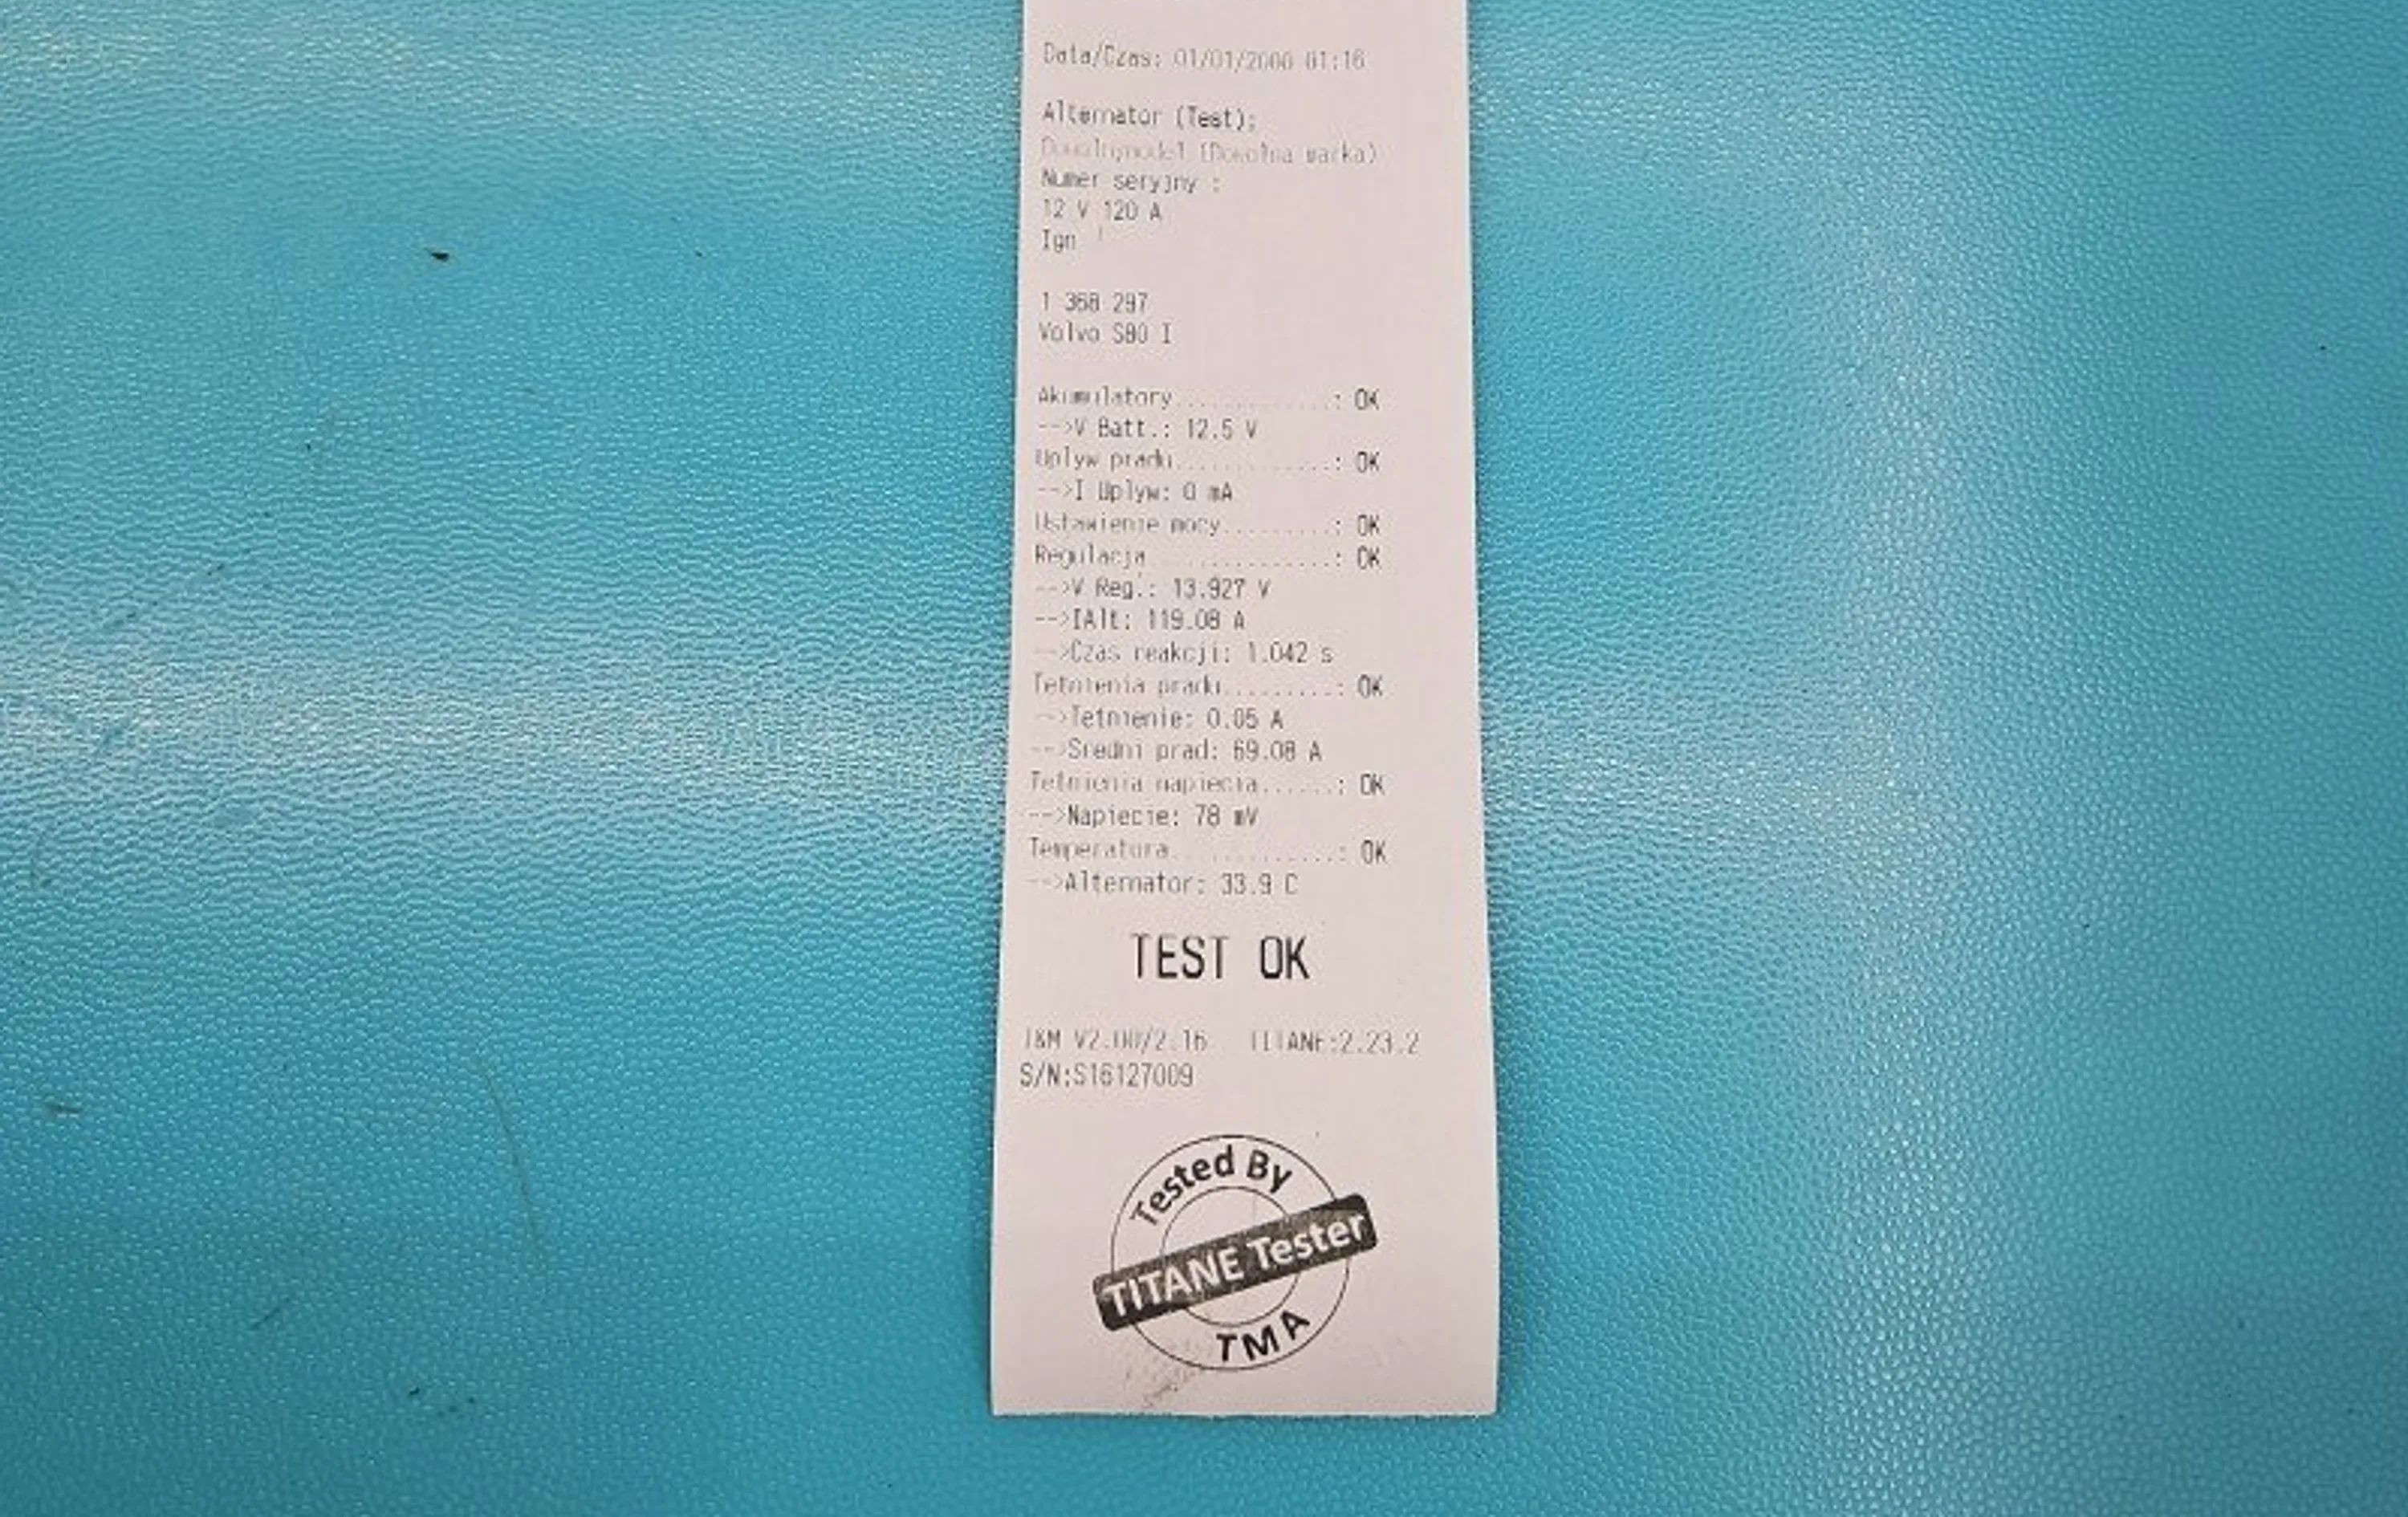 Data/Czas: 01/01/2000 01:16
Alternator (Test);
(Dowolna marka)
Numer seryjny :
12 V 120 A
Ign
1 368 297
Volvo S80 I
Akumulatory.............: OK
-->V Batt.: 12.5 V
Uplyw pradu.............: OK
-->I Uplyw: 0 mA
Ustawienie mocy.........: OK
Regulacja...............: OK
-->V Reg.: 13.927 V
-->IAlt: 119.08 A
-->Czas reakcji: 1.042 s
Tetnienia pradu.........: OK
-->Tetnienie: 0.05 A
-->Sredni prad: 69.08 A
Tetnienia napiecia......: OK
-->Napiecie: 78 mV
Temperatura.............: OK
-->Alternator: 33.9 C
TEST OK
I&M V2.00/2.16 TITANE:2.23.2
S/N:S16127009
Tested By
TITANE Tester
TMA